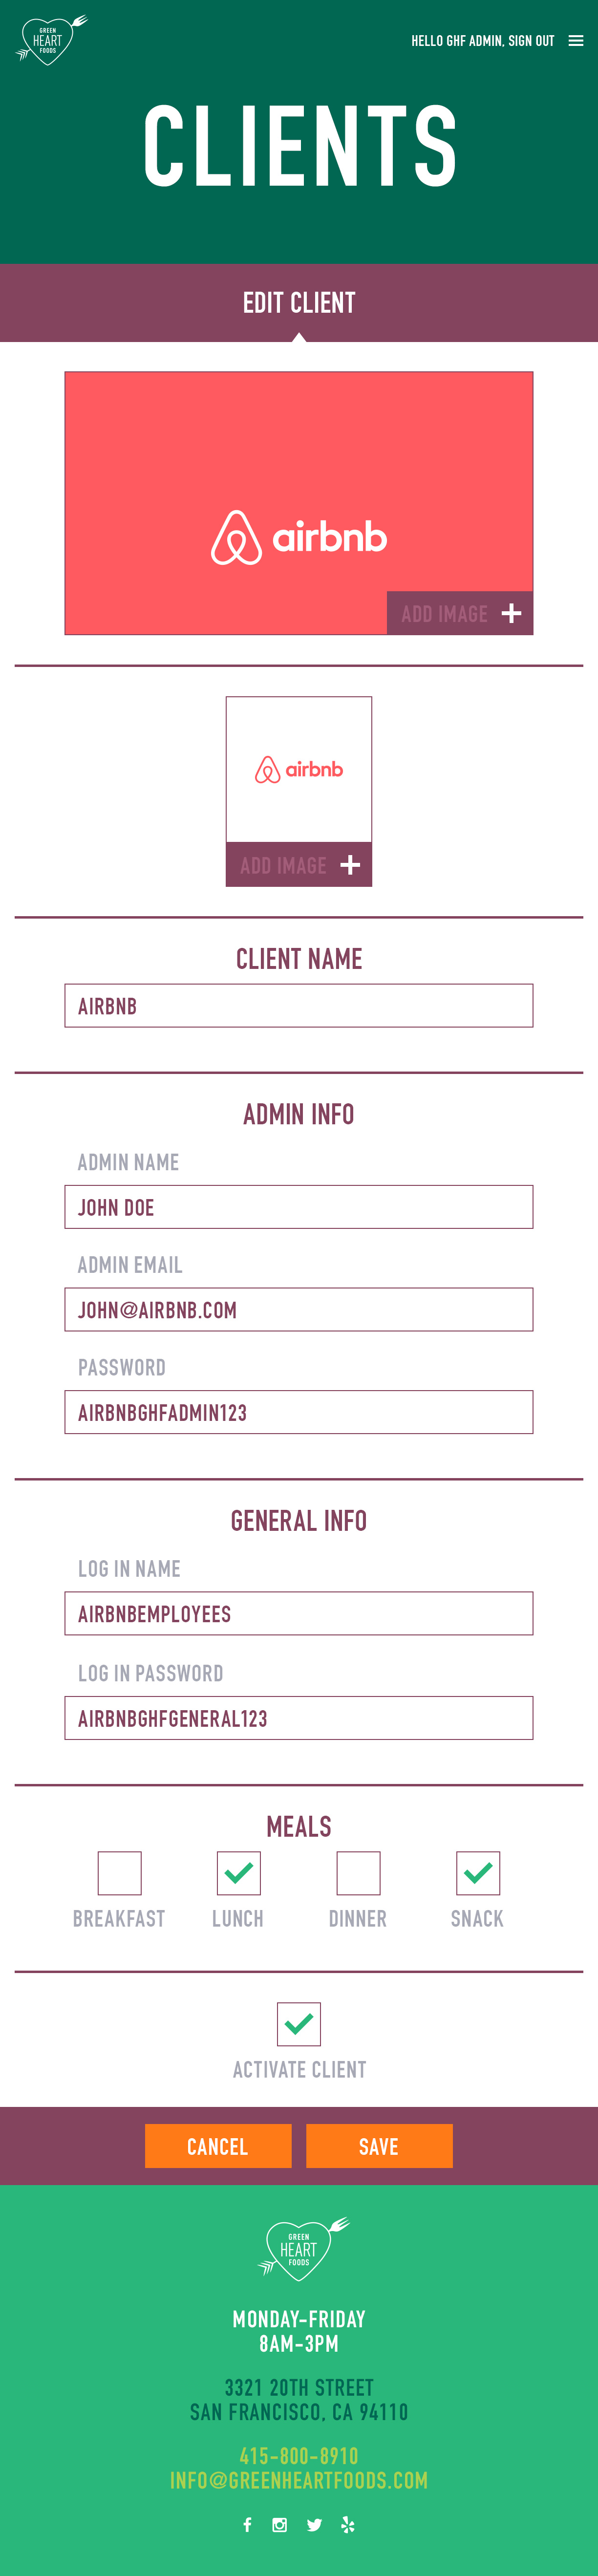 GREEN
HEART
FOODS
HELLO GHF ADMIN, SIGN OUT
CLIENTS
EDIT CLIENT
airbnb
ADD IMAGE
airbnb
ADD IMAGE
CLIENT NAME
AIRBNB
ADMIN INFO
ADMIN NAME
JOHN DOE
ADMIN EMAIL
JOHN@AIRBNB.COM
PASSWORD
AIRBNBGHFADMIN123
GENERAL INFO
LOG IN NAME
AIRBNBEMPLOYEES
LOG IN PASSWORD
AIRBNBGHFGENERAL123
MEALS
BREAKFAST LUNCH DINNER SNACK
ACTIVATE CLIENT
CANCEL SAVE
GREEN
HEART
FOODS
MONDAY-FRIDAY
8AM-3PM
3321 20TH STREET
SAN FRANCISCO, CA 94110
415-800-8910
INFO@GREENHEARTFOODS.COM